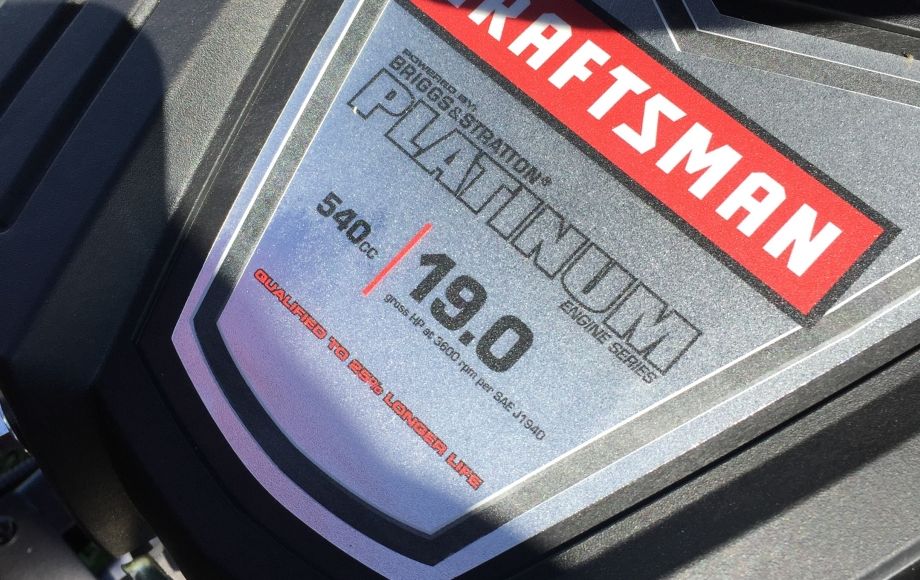 CRAFTSMAN
POWERED BY:
BRIGGS & STRATTON®
PLATINUM
ENGINE SERIES
540cc
19.0
gross HP at 3600 rpm per SAE J1940
QUALIFIED TO 25% LONGER LIFE